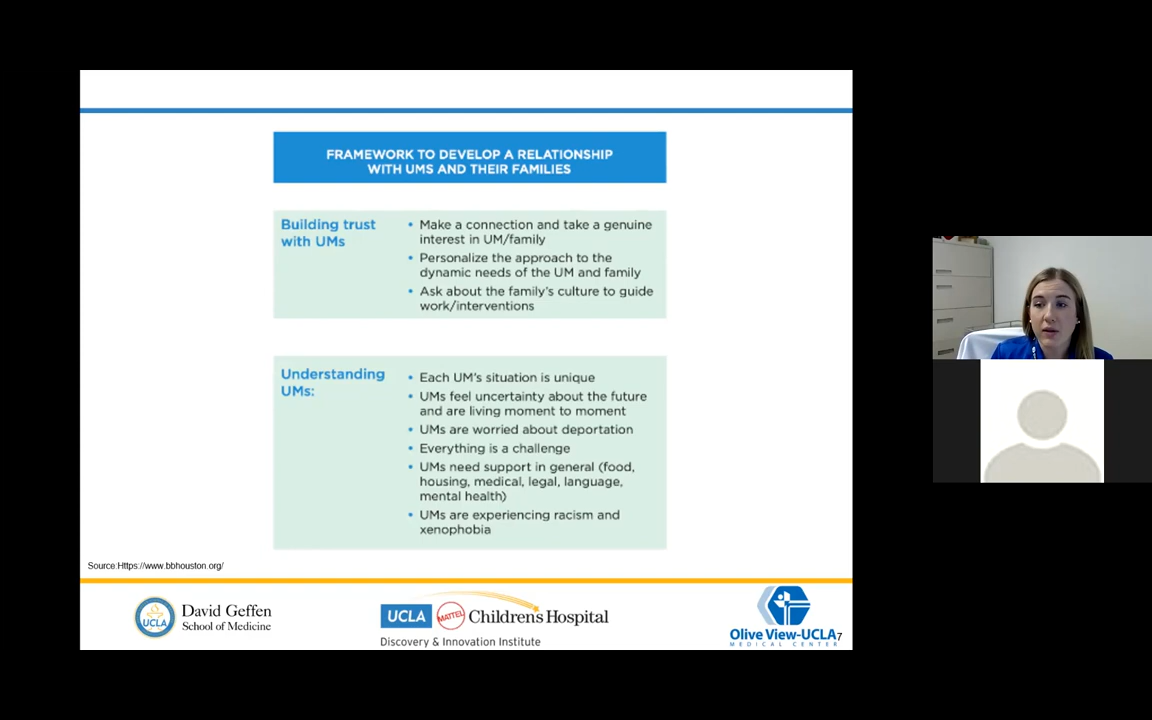 FRAMEWORK TO DEVELOP A RELATIONSHIP
WITH UMS AND THEIR FAMILIES
Building trust
with UMs
• Make a connection and take a genuine
interest in UM/family
• Personalize the approach to the
dynamic needs of the UM and family
• Ask about the family's culture to guide
work/interventions
Understanding
UMs:
• Each UM's situation is unique
• UMs feel uncertainty about the future
and are living moment to moment
• UMs are worried about deportation
• Everything is a challenge
• UMs need support in general (food,
housing, medical, legal, language,
mental health)
• UMs are experiencing racism and
xenophobia
Source:Https://www.bbhouston.org/
UCLA
David Geffen
School of Medicine
UCLA MATTEL Children's Hospital
Discovery & Innovation Institute
Olive View-UCLA
MEDICAL CENTER
7